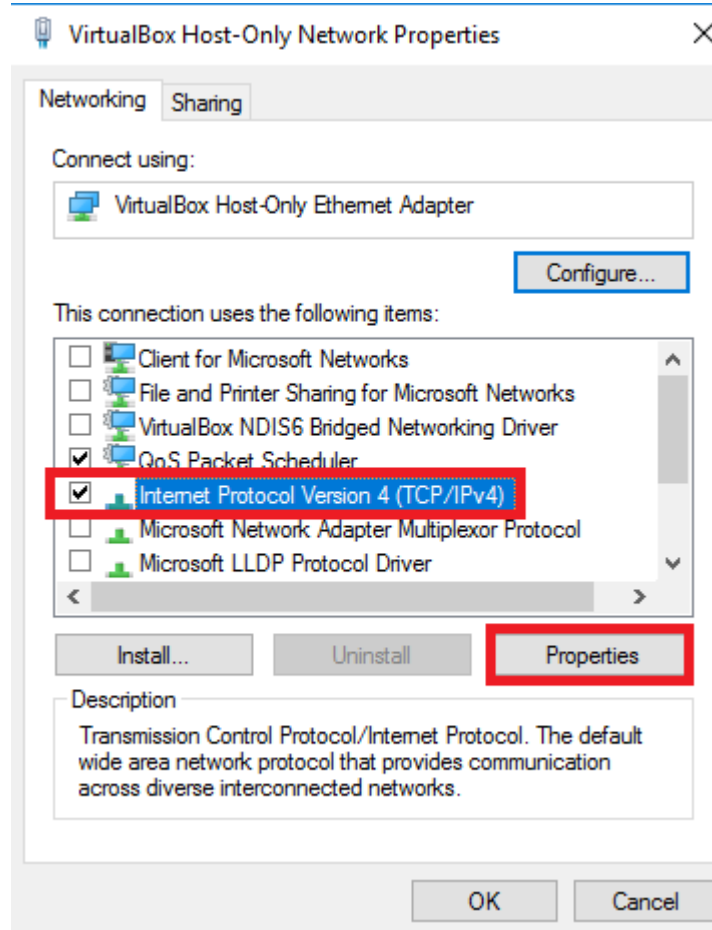 VirtualBox Host-Only Network Properties
Networking
Sharing
Connect using:
VirtualBox Host-Only Ethernet Adapter
Configure...
This connection uses the following items:
Client for Microsoft Networks
File and Printer Sharing for Microsoft Networks
VirtualBox NDIS6 Bridged Networking Driver
QoS Packet Scheduler
Internet Protocol Version 4 (TCP/IPv4)
Microsoft Network Adapter Multiplexor Protocol
Microsoft LLDP Protocol Driver
Install...
Uninstall
Properties
Description
Transmission Control Protocol/Internet Protocol. The default
wide area network protocol that provides communication
across diverse interconnected networks.
OK
Cancel